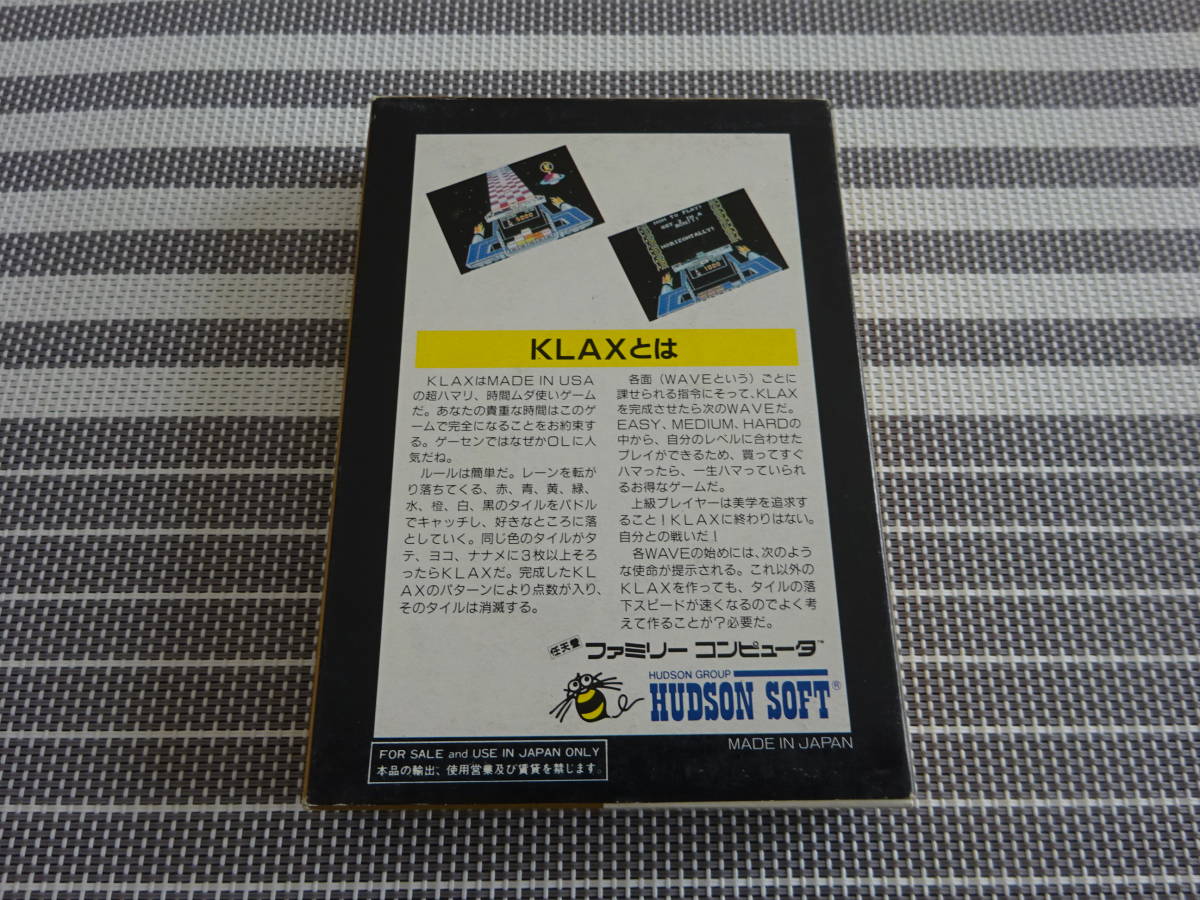 5000
HOW TO PLAY!
GET 3 IN A
ROW!!!
HORIZONTALLY!
1000
KLAXとは
KLAXはMADE IN USA
の超ハマリ、時間ムダ使いゲーム
だ。あなたの貴重な時間はこのゲ
ームで完全になることをお約束す
る。ゲーセンではなぜかOLに人
気だね。
ルールは簡単だ。レーンを転が
り落ちてくる、赤、青、黄、緑、
水、橙、白、黒のタイルをパドル
でキャッチし、好きなところに落
としていく。同じ色のタイルがタ
テ、ヨコ、ナナメに3枚以上そろ
ったらKLAXだ。完成したKL
AXのパターンにより点数が入り、
そのタイルは消滅する。
各面（WAVEという）ごとに
課せられる指令にそって、KLAX
を完成させたら次のWAVEだ。
EASY、MEDIUM、HARDの
中から、自分のレベルに合わせた
プレイができるため、買ってすぐ
ハマったら、一生ハマっていられ
るお得なゲームだ。
上級プレイヤーは美学を追求す
ること！KLAXに終わりはない。
自分との戦いだ！
各WAVEの始めには、次のよう
な使命が提示される。これ以外の
KLAXを作っても、タイルの落
下スピードが速くなるのでよく考
えて作ることが？必要だ。
任天堂 ファミリー コンピュータ™
HUDSON GROUP
HUDSON SOFT®
MADE IN JAPAN
FOR SALE and USE IN JAPAN ONLY
本品の輸出、使用営業及び賃貸を禁じます。